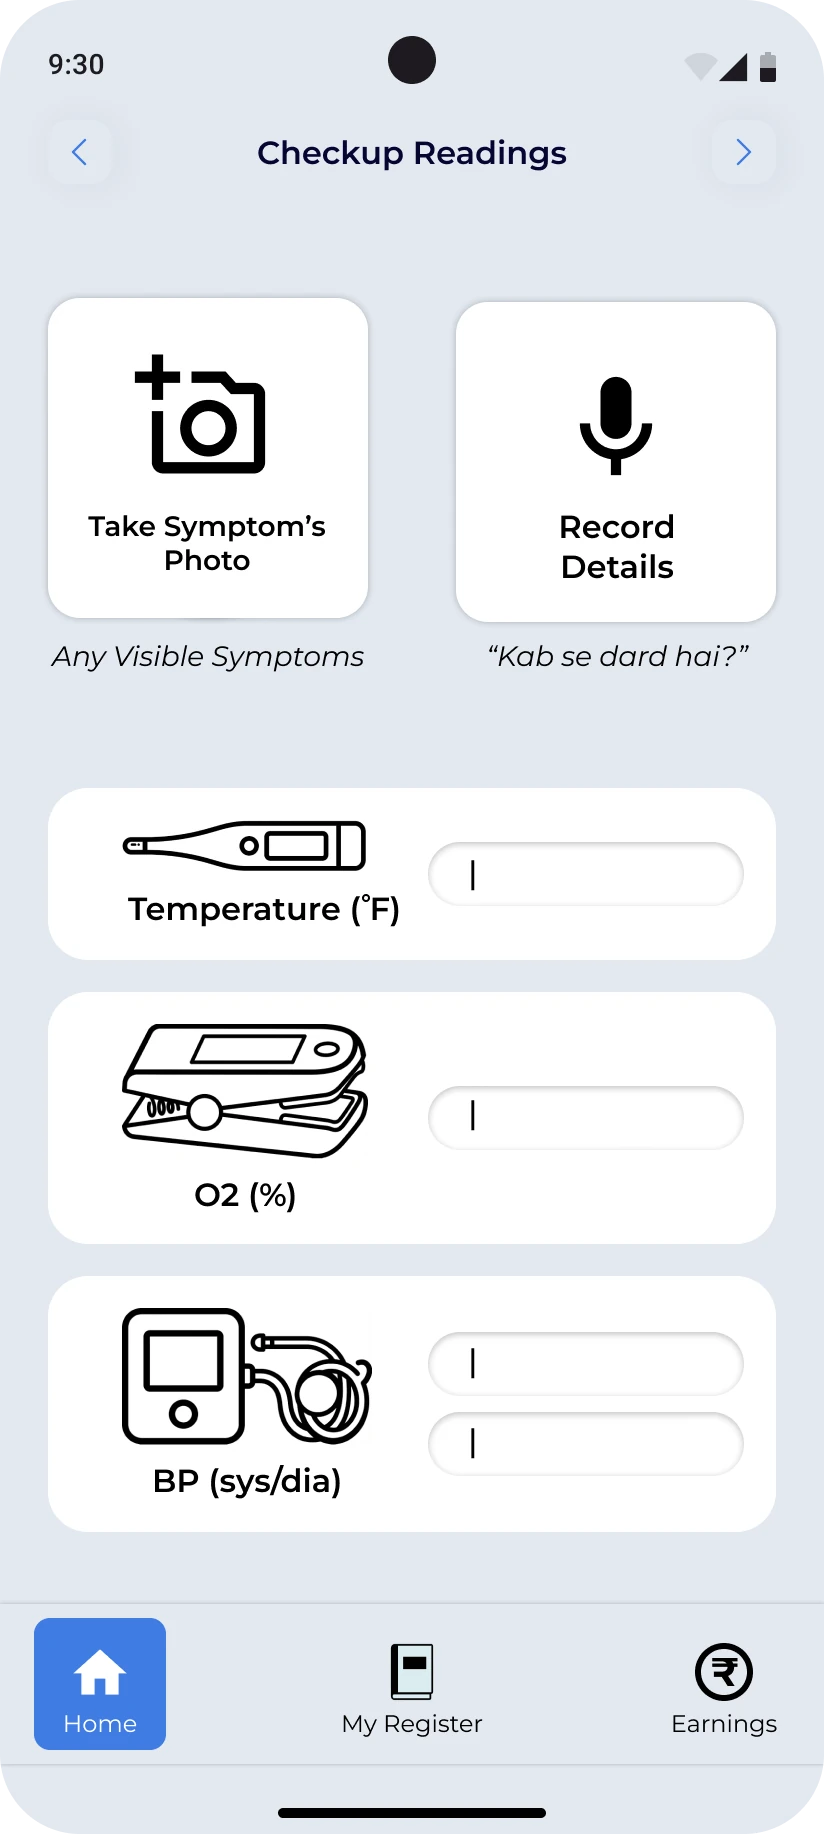 9:30
Checkup Readings
Take Symptom’s
Photo
Record
Details
Any Visible Symptoms
“Kab se dard hai?”
Temperature (°F)
O2 (%)
BP (sys/dia)
Home
My Register
₹
Earnings